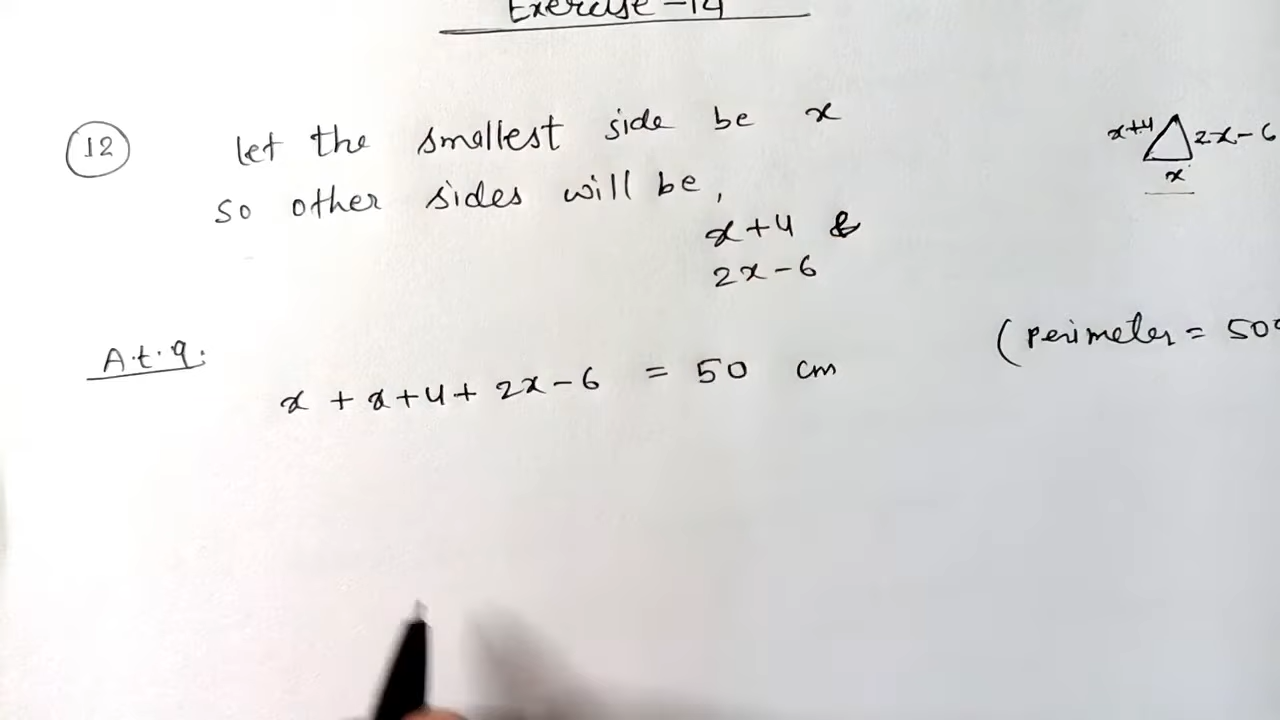 Exercise - 14
12 let the smallest side be x
so other sides will be,
x+4 &
2x-6
x+4 2x-6
x
A.t.q.
x + x+4+ 2x-6 = 50 cm
(perimeter = 50